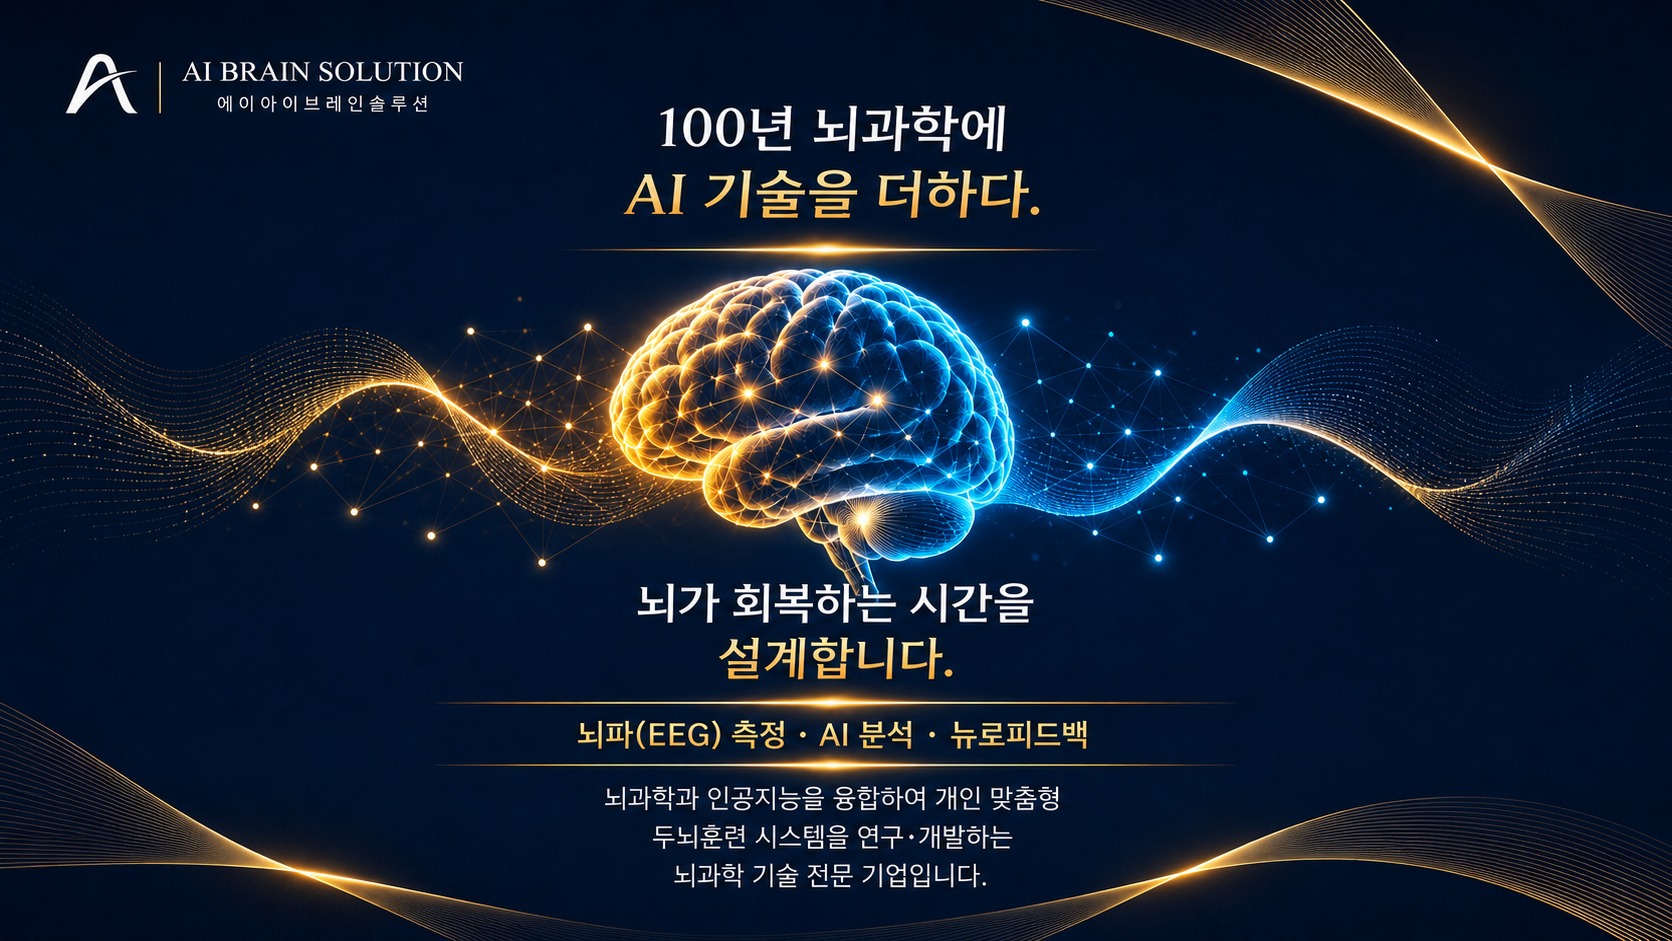 AI BRAIN SOLUTION
에이아이브레인솔루션
100년 뇌과학에
AI 기술을 더하다.
뇌가 회복하는 시간을
설계합니다.
뇌파(EEG) 측정 · AI 분석 · 뉴로피드백
뇌과학과 인공지능을 융합하여 개인 맞춤형
두뇌훈련 시스템을 연구·개발하는
뇌과학 기술 전문 기업입니다.